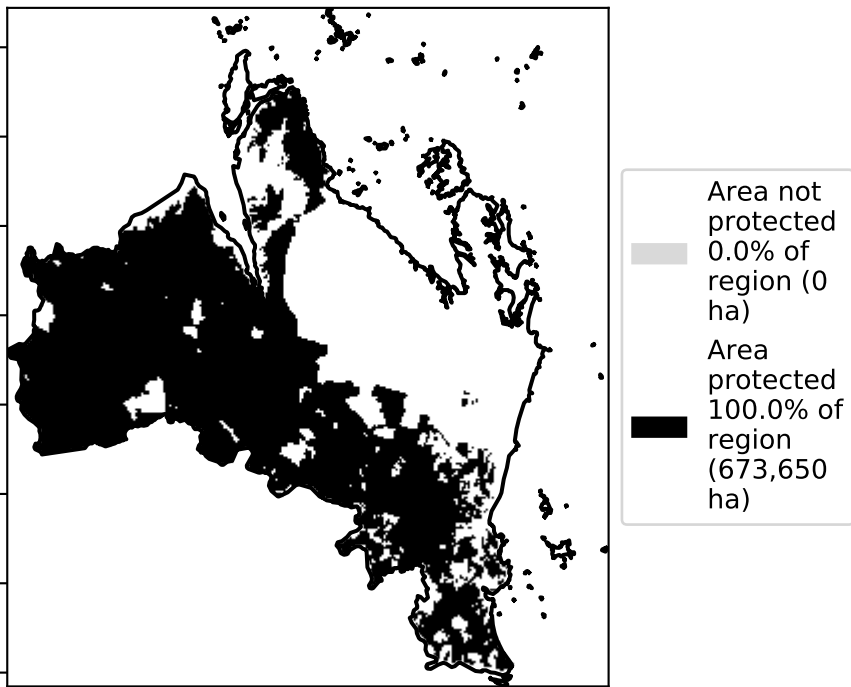 Area not
protected
0.0% of
region (0
ha)
Area
protected
100.0% of
region
(673,650
ha)